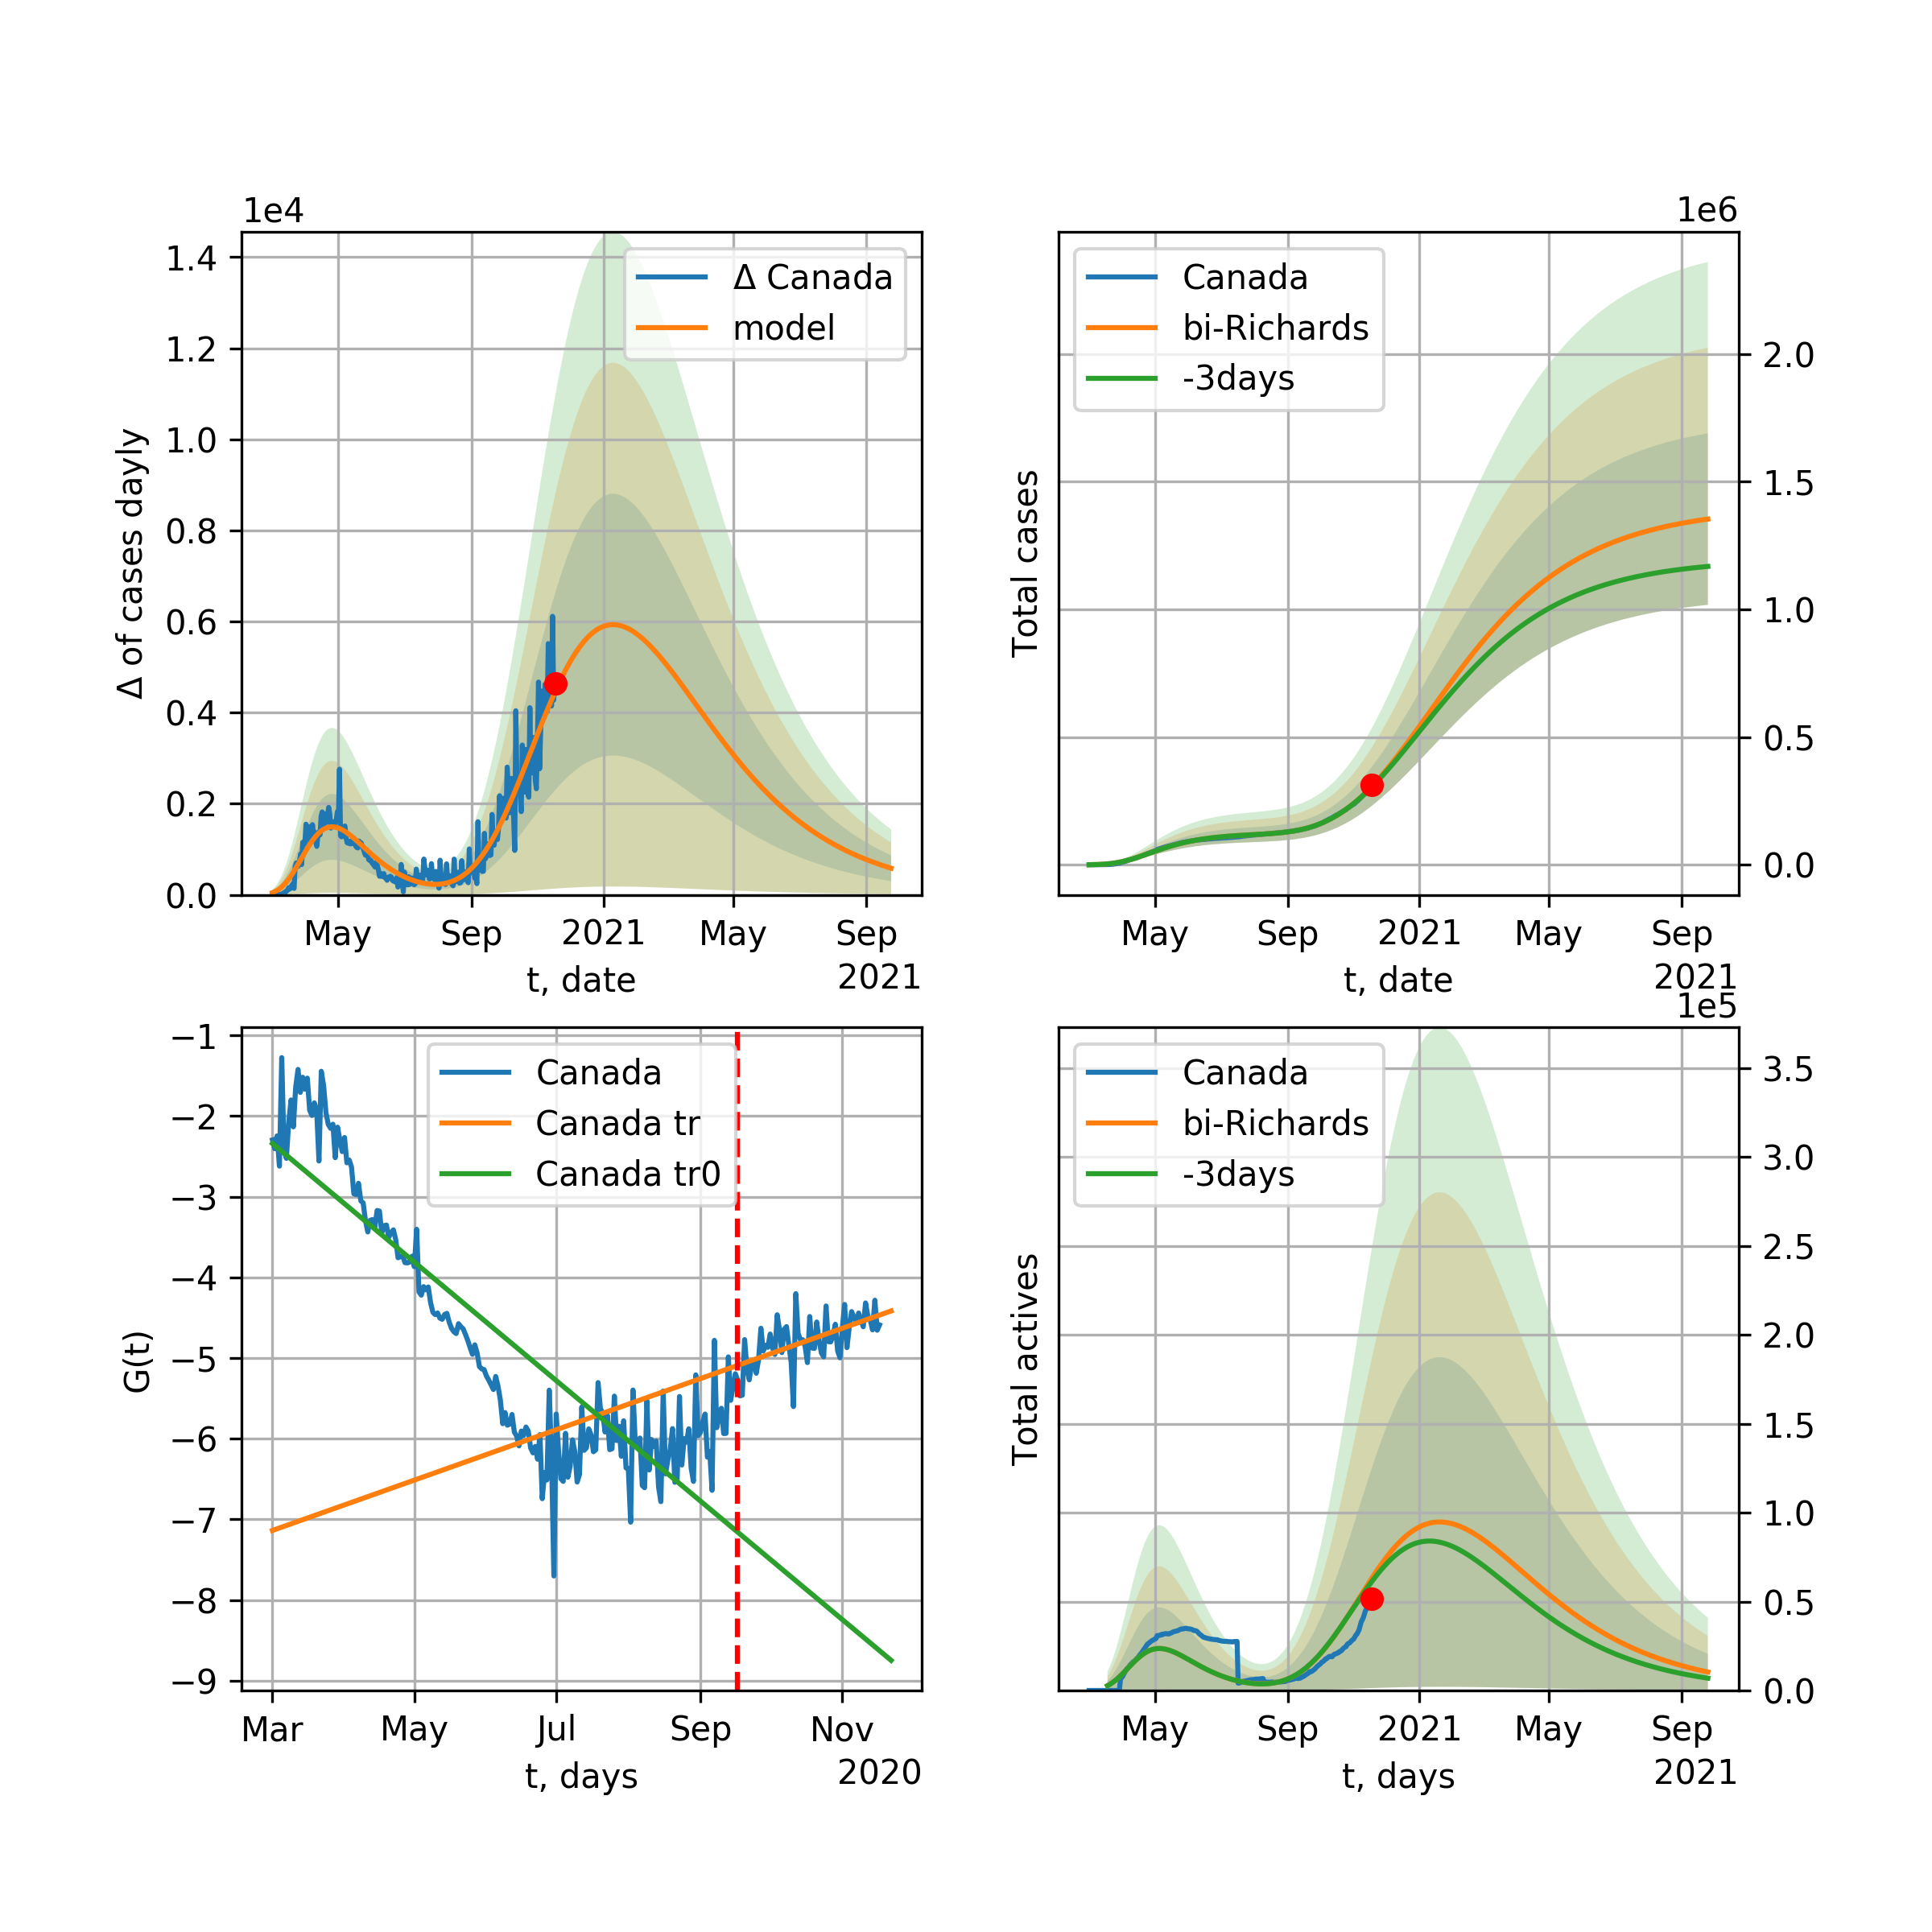 1e4
1.4
1.2
1.0
0.8
0.6
0.4
0.2
0.0
Δ of cases dayly
Δ Canada
model
May Sep 2021 May Sep
t, date 2021
1e6
Canada
bi-Richards
-3days
Total cases
2.0
1.5
1.0
0.5
0.0
May Sep 2021 May Sep
t, date 2021
−1
−2
−3
−4
−5
−6
−7
−8
−9
G(t)
Canada
Canada tr
Canada tr0
Mar May Jul Sep Nov
2020
t, days
1e5
Canada
bi-Richards
-3days
Total actives
3.5
3.0
2.5
2.0
1.5
1.0
0.5
0.0
May Sep 2021 May Sep
2021
t, days